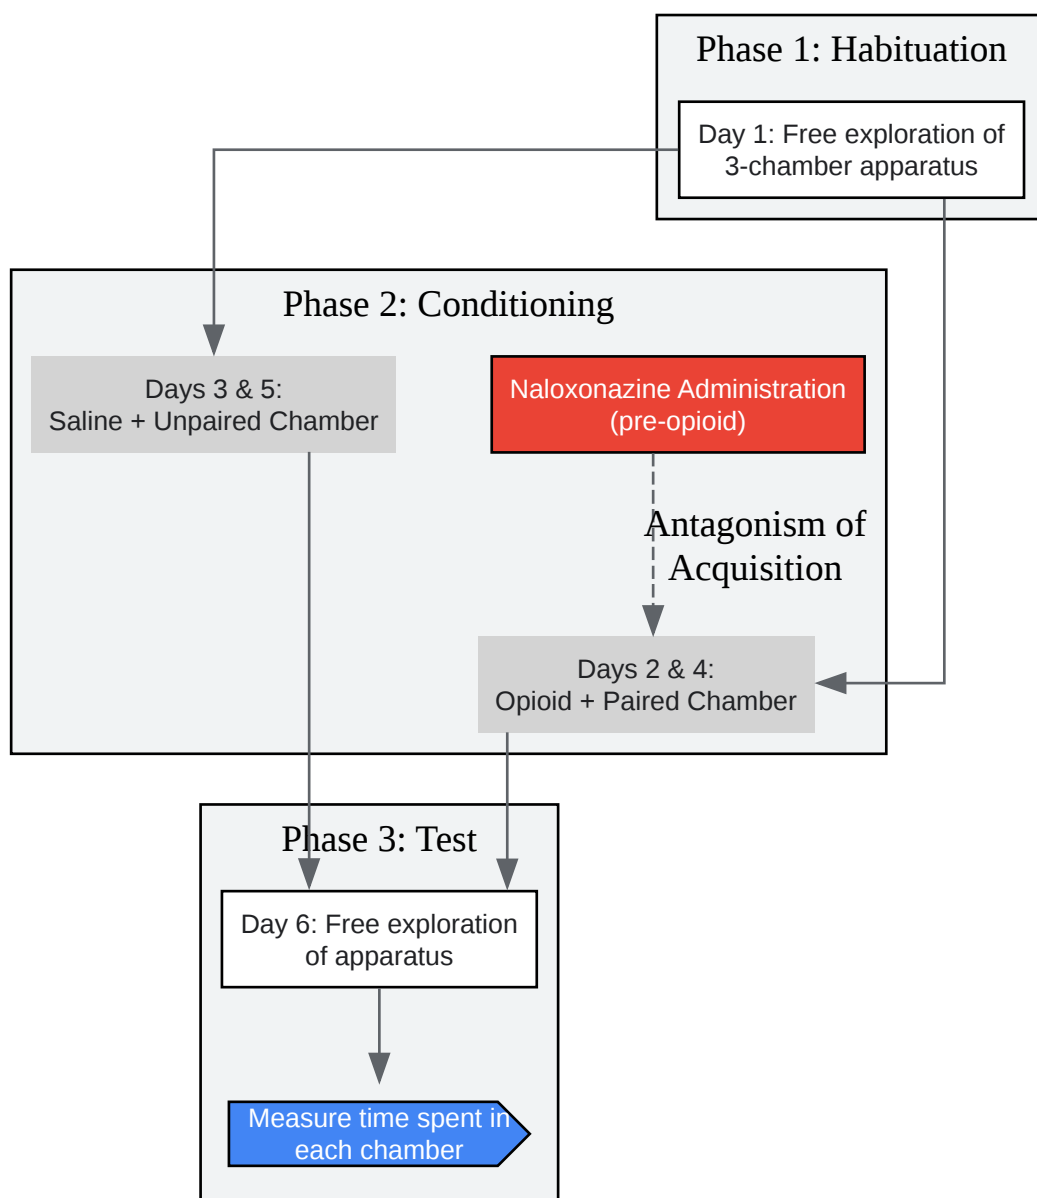 Phase 1: Habituation
Day 1: Free exploration of
3-chamber apparatus
Phase 2: Conditioning
Days 3 & 5:
Saline + Unpaired Chamber
Naloxonazine Administration
(pre-opioid)
Antagonism of
Acquisition
Days 2 & 4:
Opioid + Paired Chamber
Phase 3: Test
Day 6: Free exploration
of apparatus
Measure time spent in
each chamber